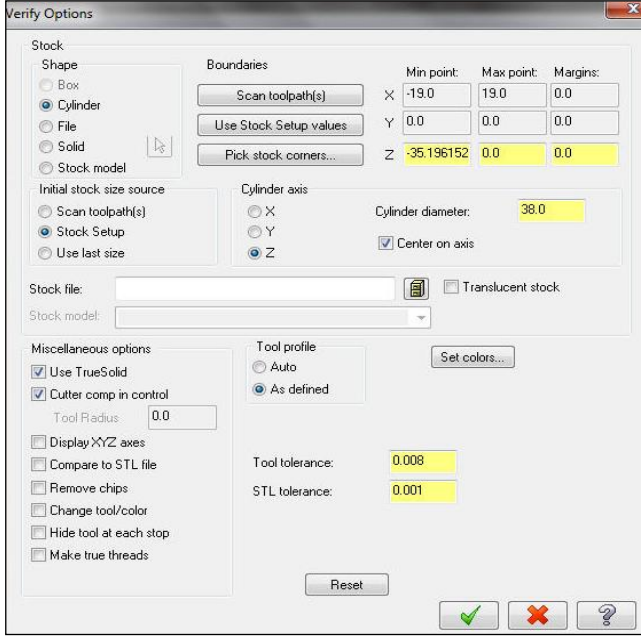 Verify Options
Stock
Shape
Box
Cylinder
File
Solid
Stock model
Boundaries
Scan toolpath(s)
Use Stock Setup values
Pick stock corners...
Min point: Max point: Margins:
X -19.0 19.0 0.0
Y 0.0 0.0 0.0
Z -35.196152 0.0 0.0
Initial stock size source
Scan toolpath(s)
Stock Setup
Use last size
Cylinder axis
X
Y
Z
Cylinder diameter: 38.0
Center on axis
Stock file:
Translucent stock
Stock model:
Miscellaneous options
Use TrueSolid
Cutter comp in control
Tool Radius 0.0
Display XYZ axes
Compare to STL file
Remove chips
Change tool/color
Hide tool at each stop
Make true threads
Tool profile
Auto
As defined
Set colors...
Tool tolerance: 0.008
STL tolerance: 0.001
Reset